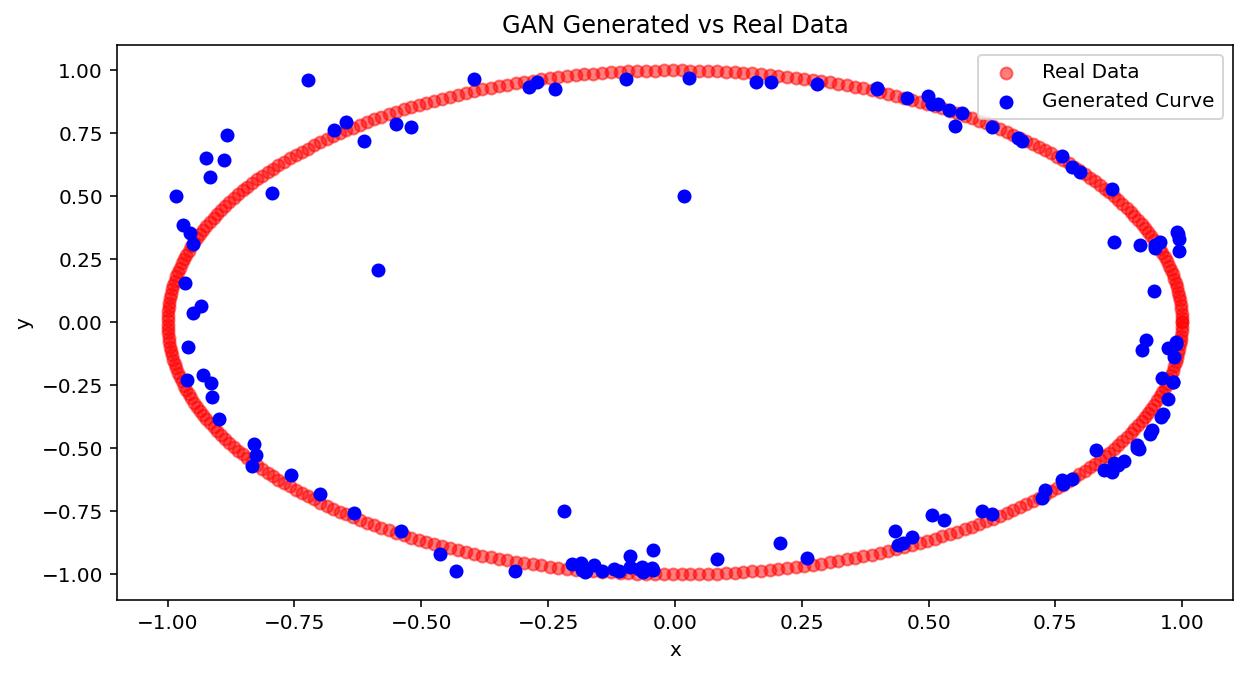 GAN Generated vs Real Data
Real Data
Generated Curve
1.00
0.75
0.50
0.25
0.00
−0.25
−0.50
−0.75
−1.00
y
−1.00 −0.75 −0.50 −0.25 0.00 0.25 0.50 0.75 1.00
x